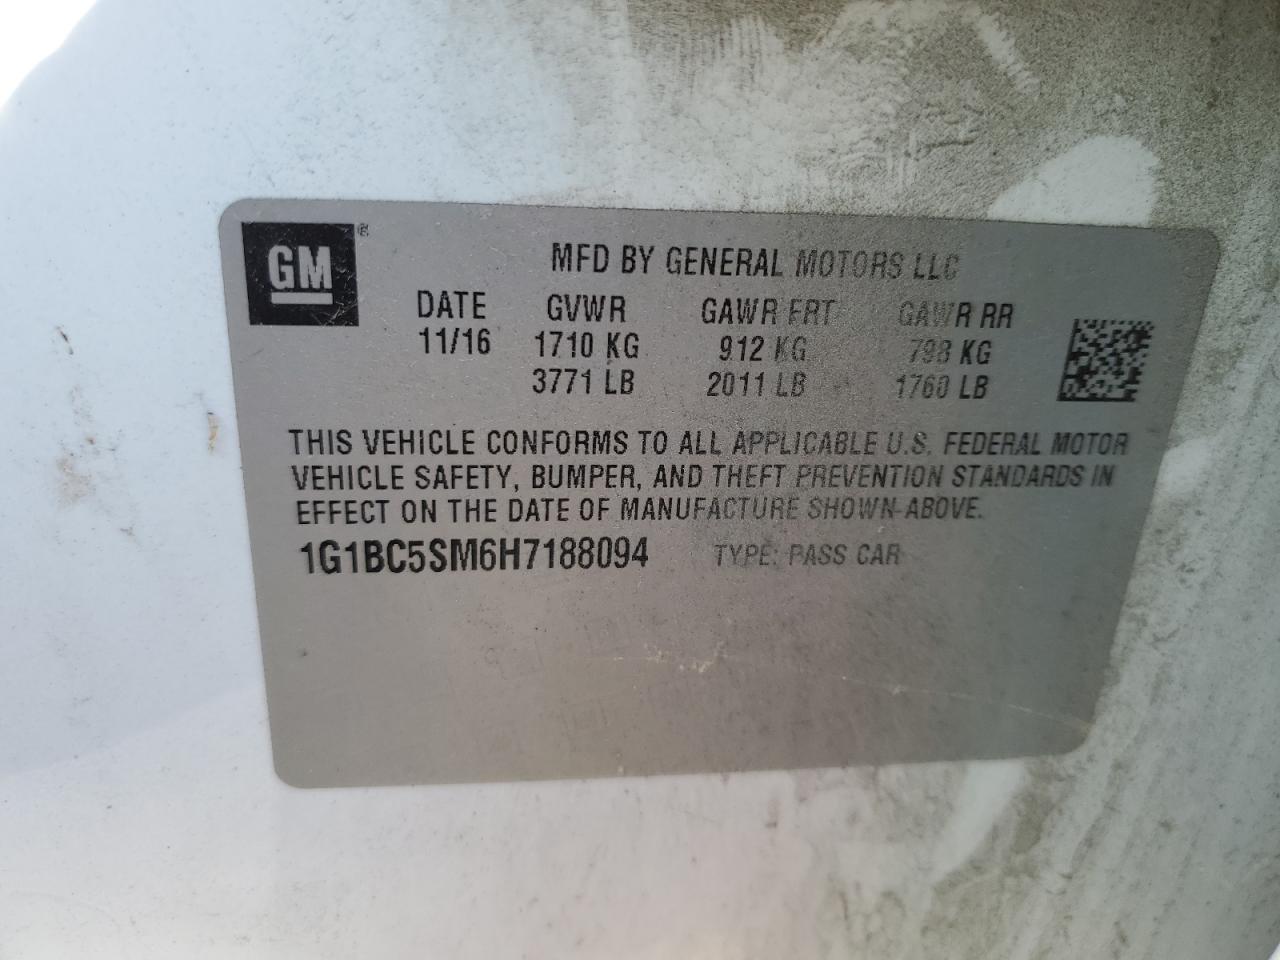 GM ®
MFD BY GENERAL MOTORS LLC
DATE GVWR GAWR FRT GAWR RR
11/16 1710 KG 912 KG 798 KG
3771 LB 2011 LB 1760 LB
THIS VEHICLE CONFORMS TO ALL APPLICABLE U.S. FEDERAL MOTOR
VEHICLE SAFETY, BUMPER, AND THEFT PREVENTION STANDARDS IN
EFFECT ON THE DATE OF MANUFACTURE SHOWN ABOVE.
1G1BC5SM6H7188094 TYPE: PASS CAR